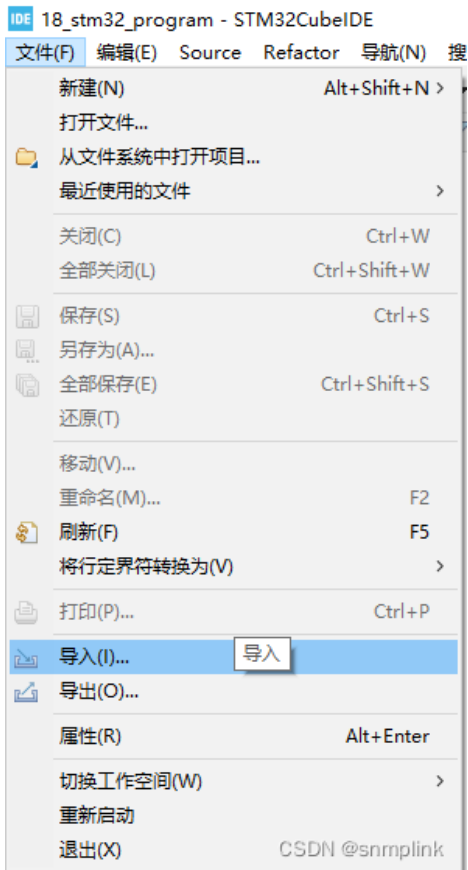 IDE 18_stm32_program - STM32CubeIDE
文件(F) 编辑(E) Source Refactor 导航(N) 搜
新建(N) Alt+Shift+N >
打开文件...
从文件系统中打开项目...
最近使用的文件 >
关闭(C) Ctrl+W
全部关闭(L) Ctrl+Shift+W
保存(S) Ctrl+S
另存为(A)...
全部保存(E) Ctrl+Shift+S
还原(T)
移动(V)...
重命名(M)... F2
刷新(F) F5
将行定界符转换为(V) >
打印(P)... Ctrl+P
导入(I)... 导入
导出(O)...
属性(R) Alt+Enter
切换工作空间(W) >
重新启动
退出(X) CSDN @snmplink